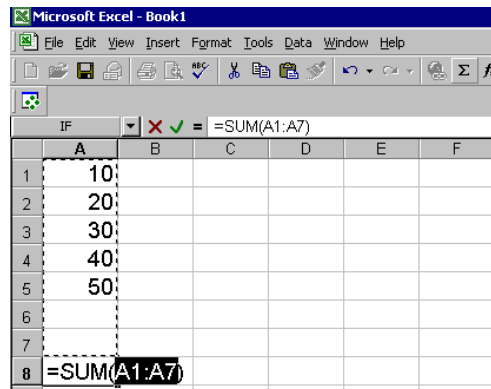 Microsoft Excel - Book1
File Edit View Insert Format Tools Data Window Help
ABC Σ
IF = =SUM(A1:A7)
A B C D E F
1 10
2 20
3 30
4 40
5 50
6
7
8 =SUM(A1:A7)